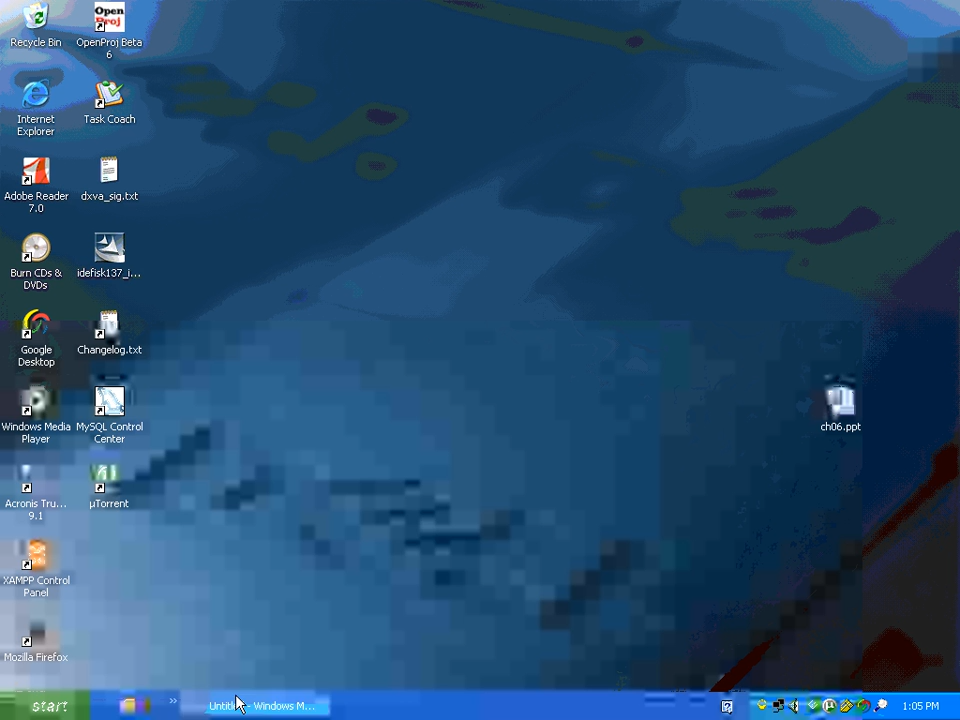 Recycle Bin
Open
Proj
OpenProj Beta
6
Internet
Explorer
Task Coach
Adobe Reader
7.0
dxva_sig.txt
Burn CDs &
DVDs
idefisk137_i...
Google
Desktop
Changelog.txt
Windows Media
Player
MySQL Control
Center
ch06.ppt
Acronis Tru...
9.1
µTorrent
XAMPP Control
Panel
Mozilla Firefox
start
»
Untitl - Windows M...
1:05 PM